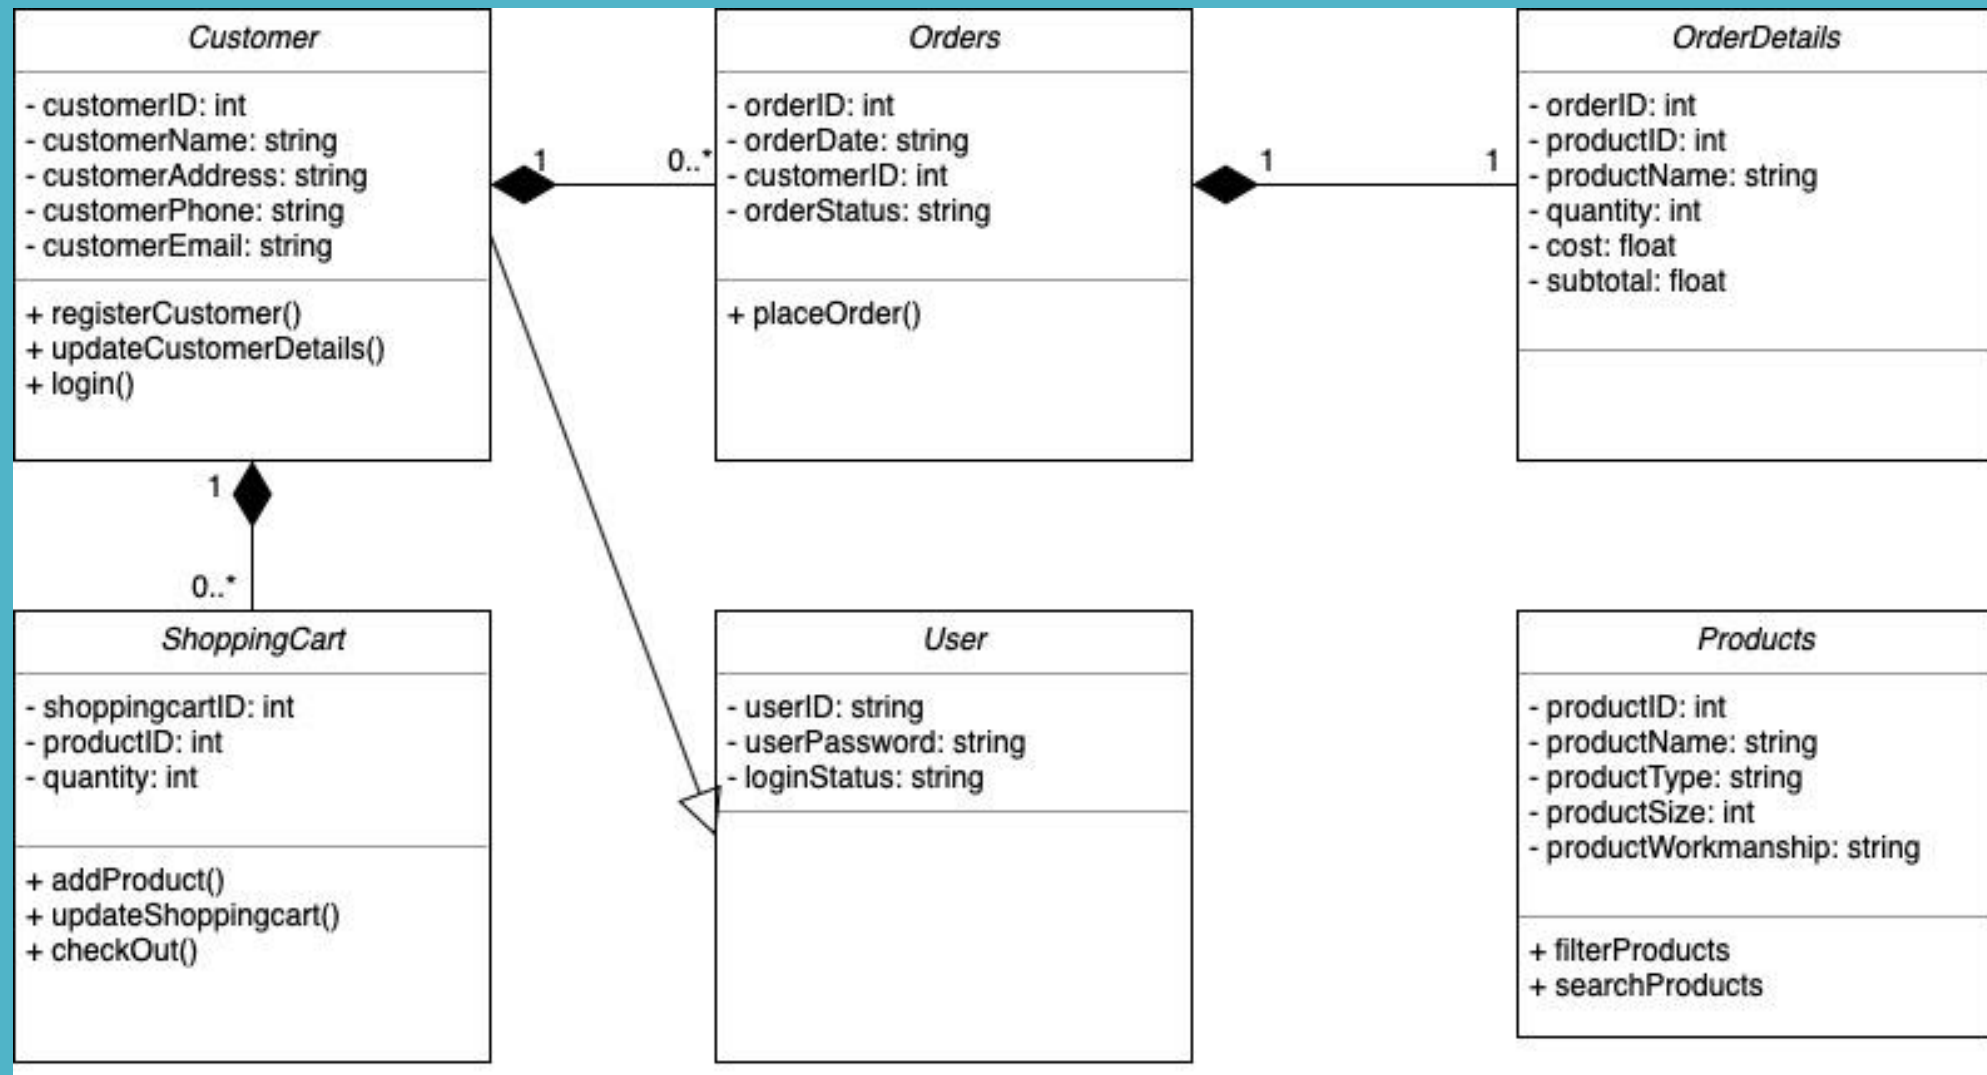 Customer
- customerID: int
- customerName: string
- customerAddress: string
- customerPhone: string
- customerEmail: string
+ registerCustomer()
+ updateCustomerDetails()
+ login()
1
0..*
Orders
- orderID: int
- orderDate: string
- customerID: int
- orderStatus: string
+ placeOrder()
1
1
OrderDetails
- orderID: int
- productID: int
- productName: string
- quantity: int
- cost: float
- subtotal: float
1
0..*
ShoppingCart
- shoppingcartID: int
- productID: int
- quantity: int
+ addProduct()
+ updateShoppingcart()
+ checkOut()
User
- userID: string
- userPassword: string
- loginStatus: string
Products
- productID: int
- productName: string
- productType: string
- productSize: int
- productWorkmanship: string
+ filterProducts
+ searchProducts